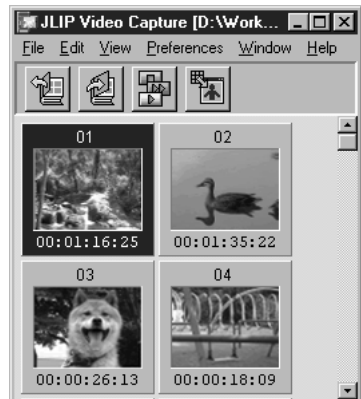 JLIP Video Capture [D:\Work...
File Edit View Preferences Window Help
01 02
00:01:16:25 00:01:35:22
03 04
00:00:26:13 00:00:18:09